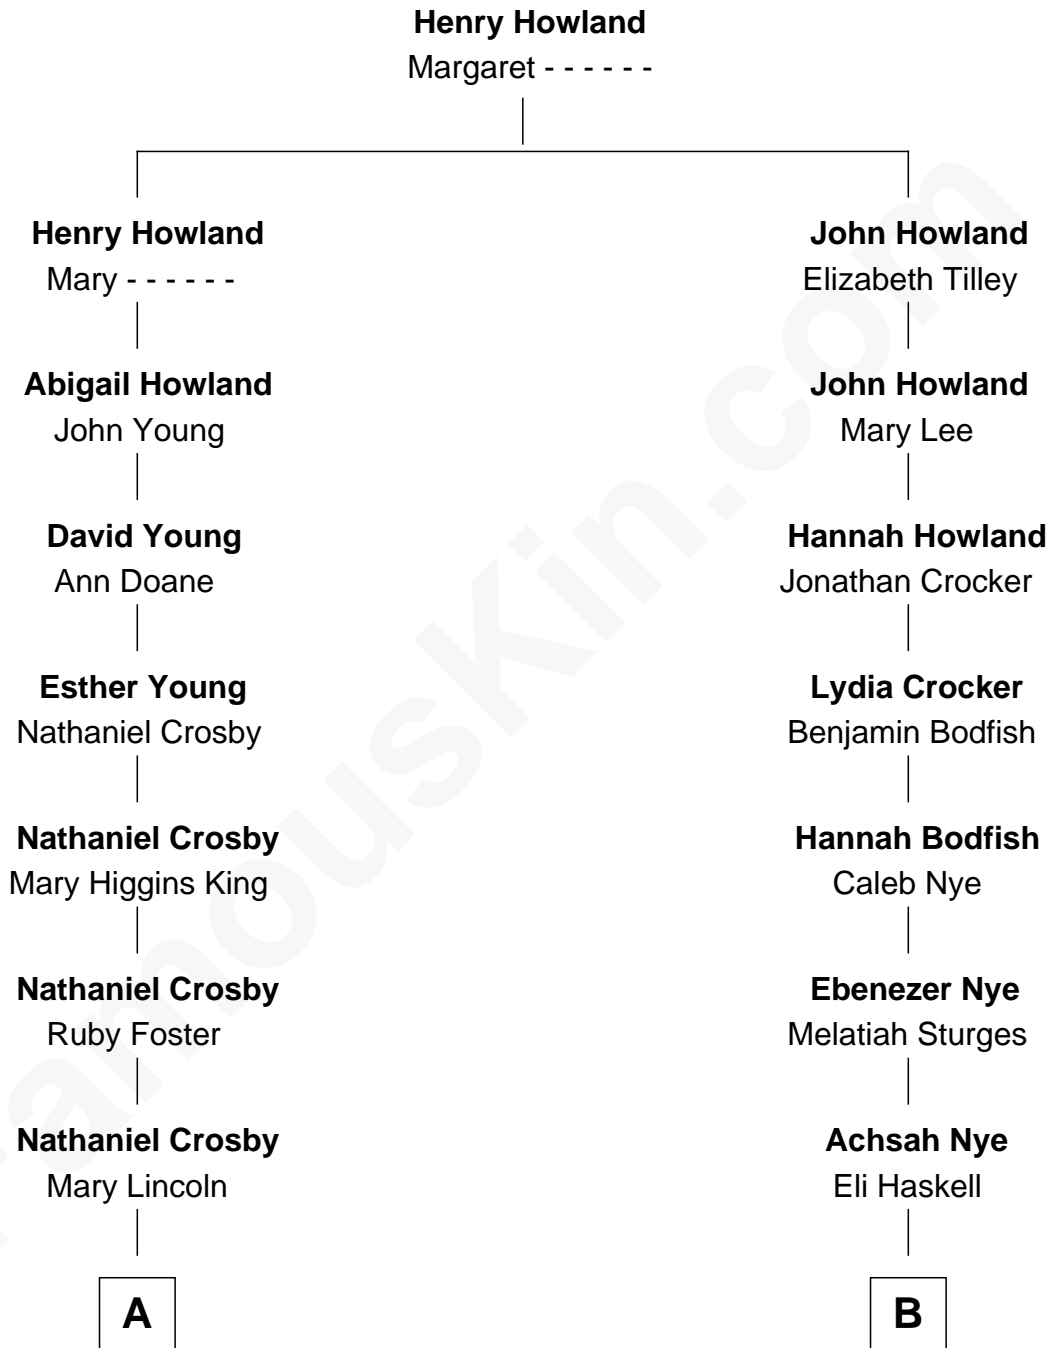 Henry Howland
Margaret - - - - - -
Henry Howland
Mary - - - - - -
John Howland
Elizabeth Tilley
Abigail Howland
John Young
John Howland
Mary Lee
David Young
Ann Doane
Hannah Howland
Jonathan Crocker
Esther Young
Nathaniel Crosby
Lydia Crocker
Benjamin Bodfish
Nathaniel Crosby
Mary Higgins King
Hannah Bodfish
Caleb Nye
Nathaniel Crosby
Ruby Foster
Ebenezer Nye
Melatiah Sturges
Nathaniel Crosby
Mary Lincoln
Achsah Nye
Eli Haskell
A
B
FamousKin.com